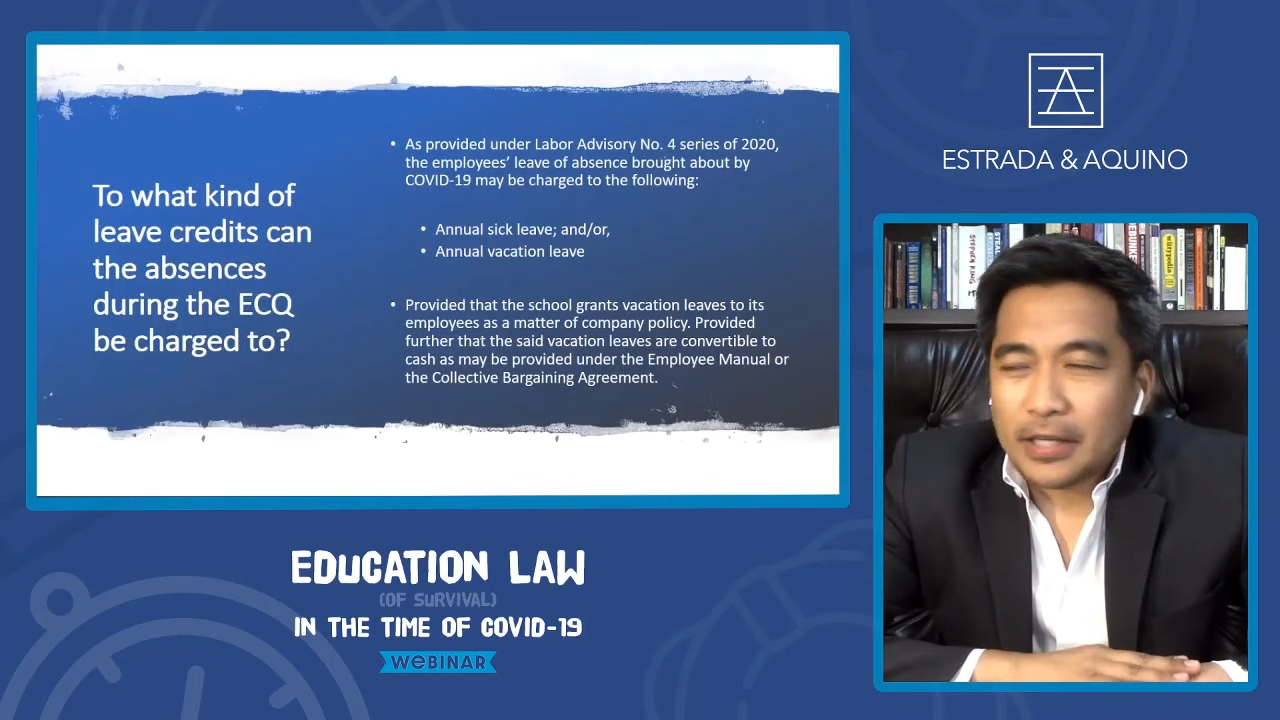 To what kind of
leave credits can
the absences
during the ECQ
be charged to?
• As provided under Labor Advisory No. 4 series of 2020,
the employees' leave of absence brought about by
COVID-19 may be charged to the following:
• Annual sick leave; and/or,
• Annual vacation leave
• Provided that the school grants vacation leaves to its
employees as a matter of company policy. Provided
further that the said vacation leaves are convertible to
cash as may be provided under the Employee Manual or
the Collective Bargaining Agreement.
ESTRADA & AQUINO
STEPHEN KING
EDUCATION LAW
(OF SURVIVAL)
IN THE TIME OF COVID-19
WEBINAR